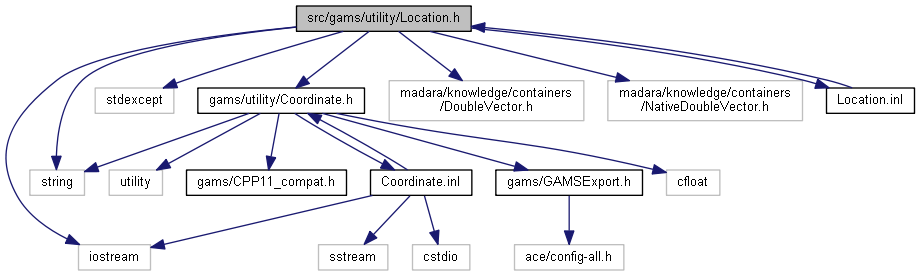 src/gams/utility/Location.h
stdexcept
gams/utility/Coordinate.h
madara/knowledge/containers
/DoubleVector.h
madara/knowledge/containers
/NativeDoubleVector.h
Location.inl
string
utility
gams/CPP11_compat.h
Coordinate.inl
gams/GAMSExport.h
cfloat
iostream
sstream
cstdio
ace/config-all.h